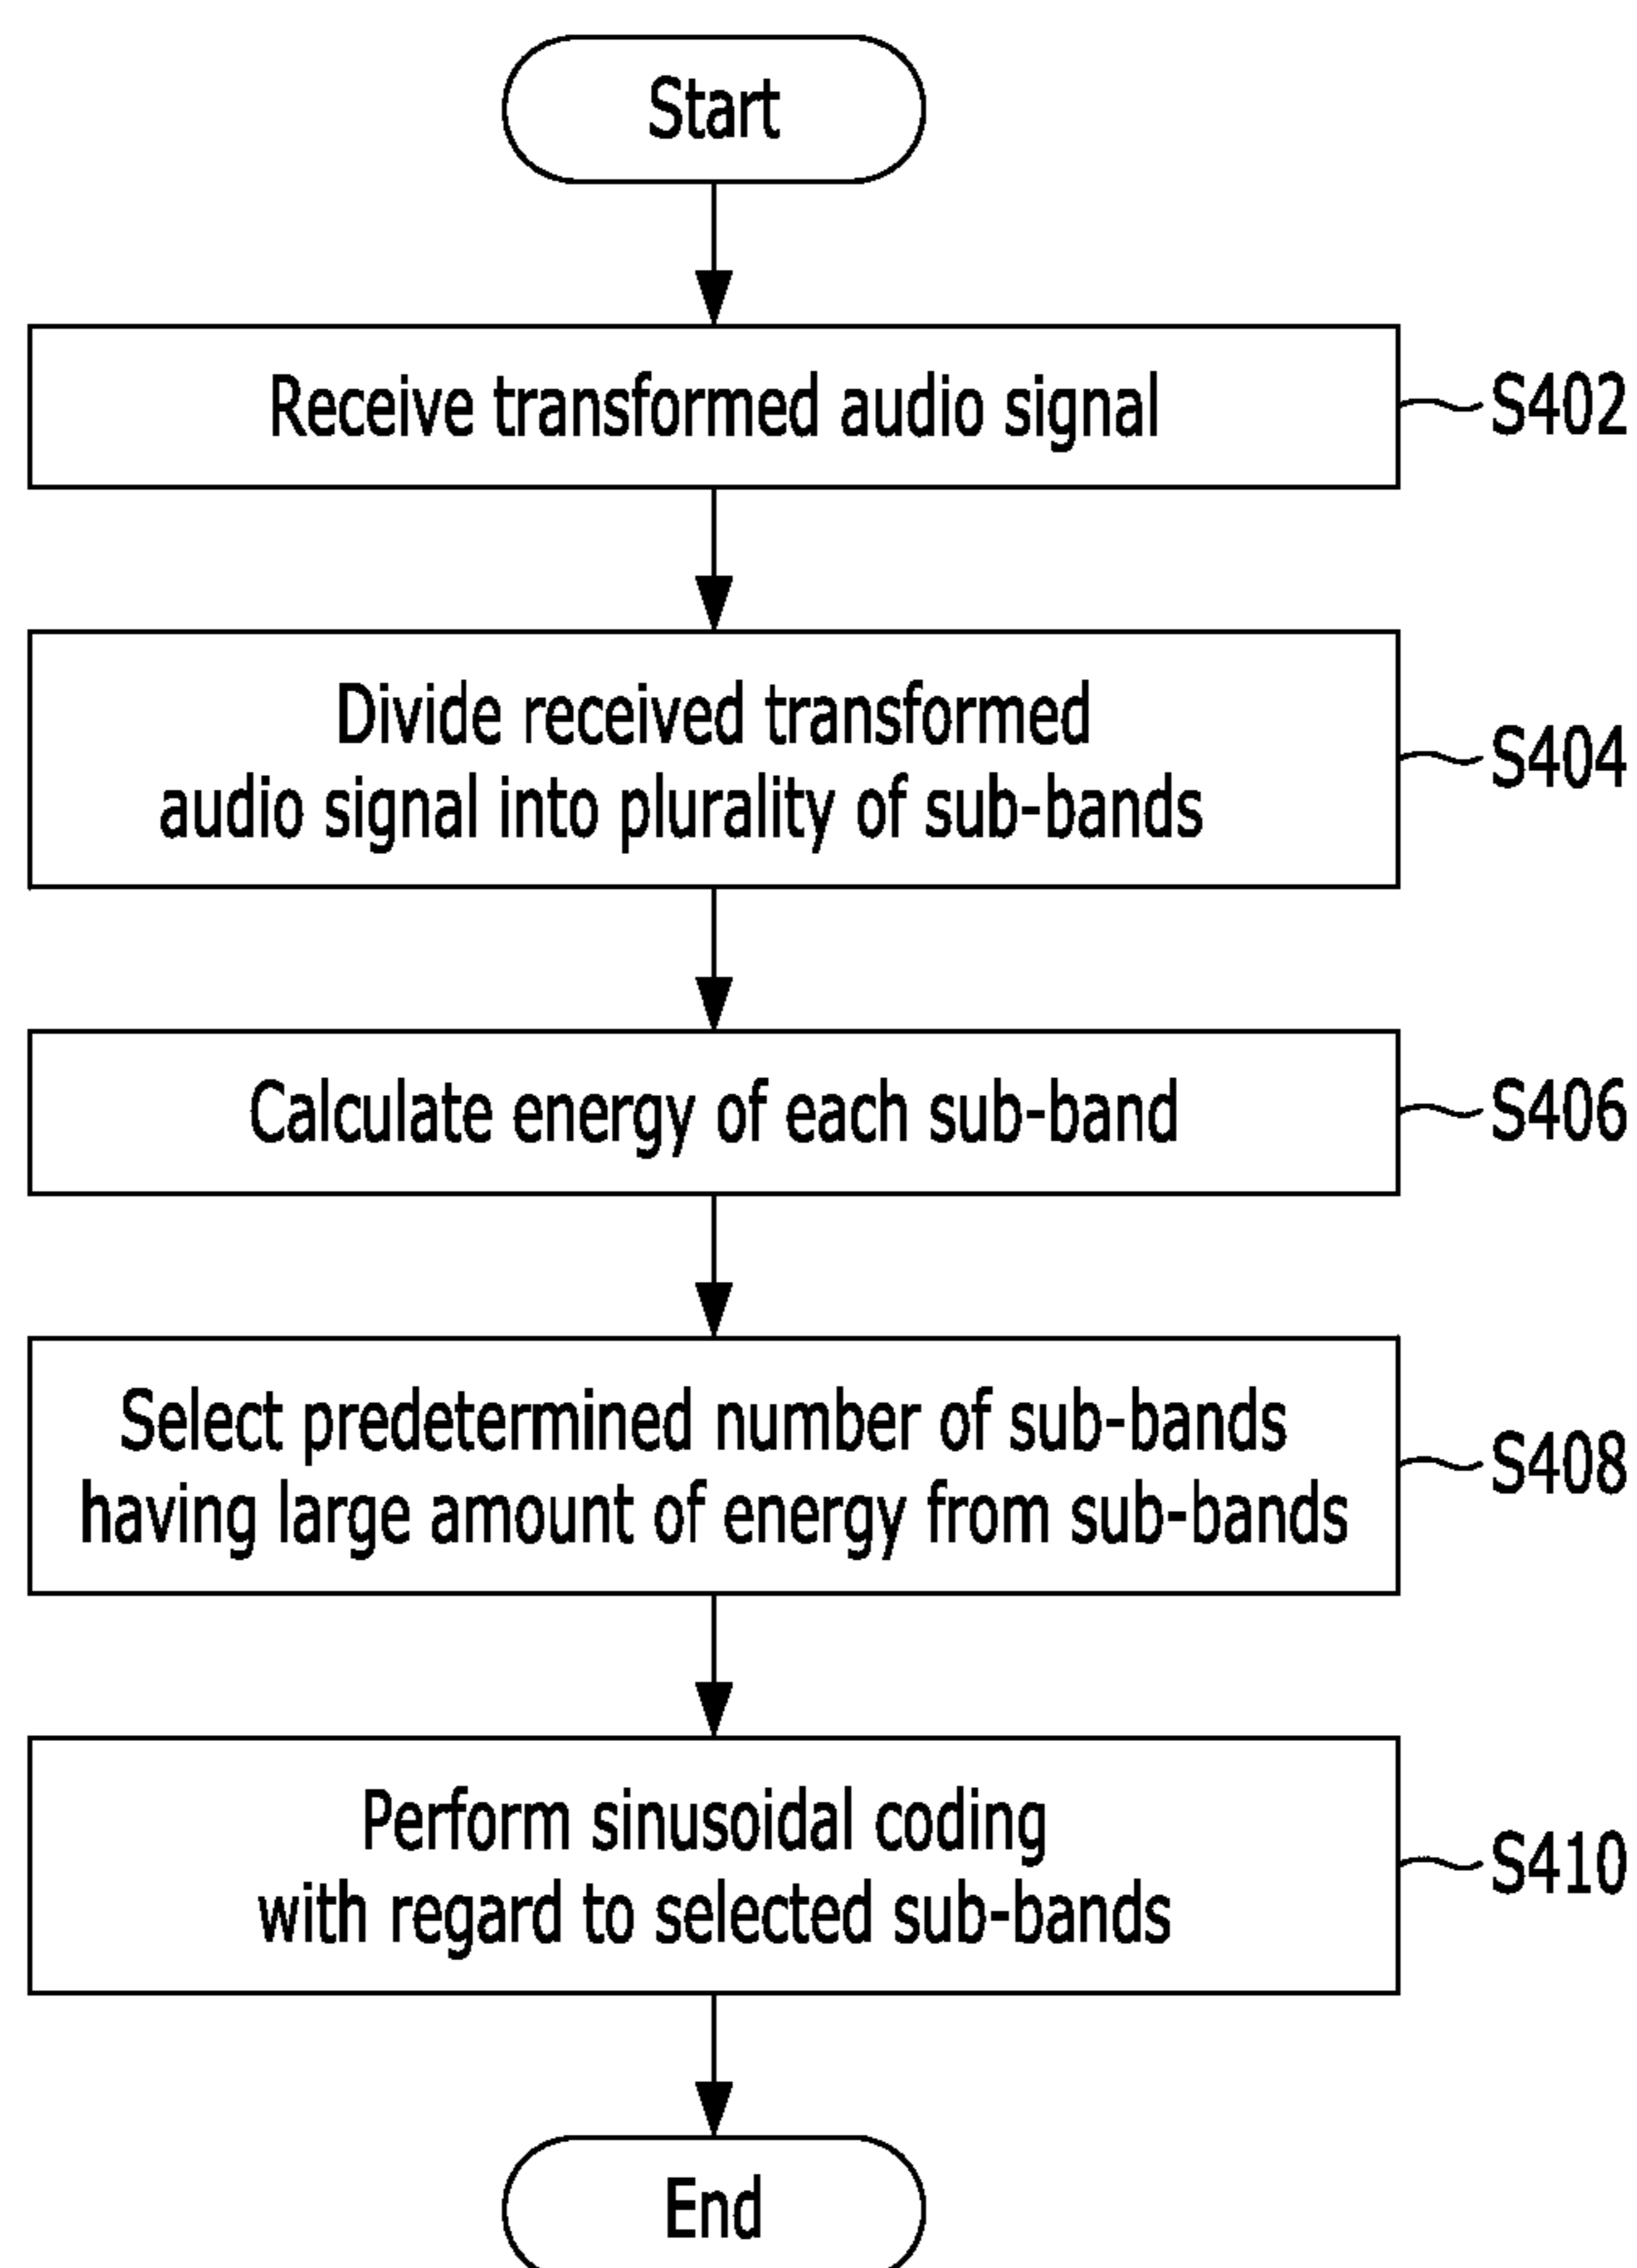 Start
Receive transformed audio signal
S402
Divide received transformed
audio signal into plurality of sub-bands
S404
Calculate energy of each sub-band
S406
Select predetermined number of sub-bands
having large amount of energy from sub-bands
S408
Perform sinusoidal coding
with regard to selected sub-bands
S410
End